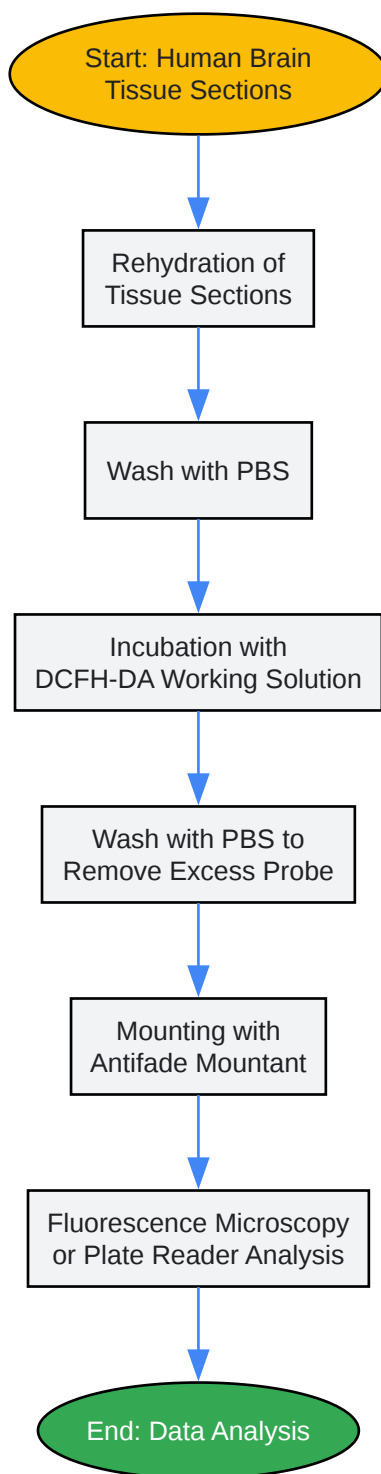 Start: Human Brain
Tissue Sections
Rehydration of
Tissue Sections
Wash with PBS
Incubation with
DCFH-DA Working Solution
Wash with PBS to
Remove Excess Probe
Mounting with
Antifade Mountant
Fluorescence Microscopy
or Plate Reader Analysis
End: Data Analysis